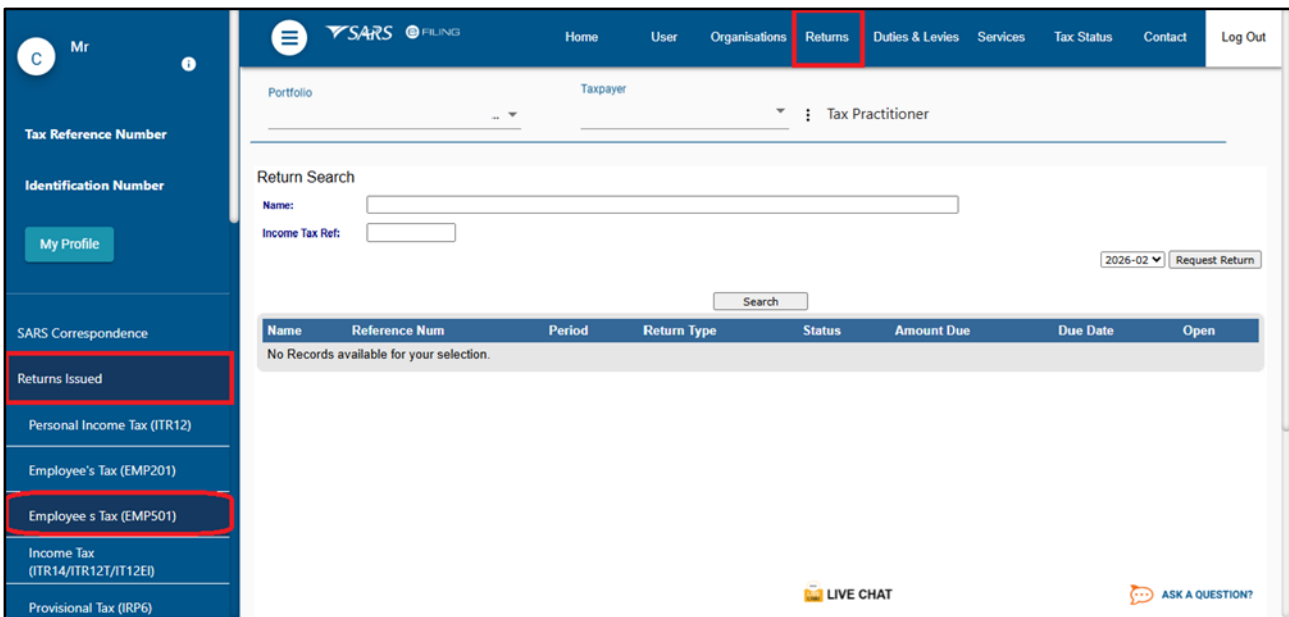 C
Mr
i
Tax Reference Number
Identification Number
My Profile
SARS Correspondence
Returns Issued
Personal Income Tax (ITR12)
Employee's Tax (EMP201)
Employee s Tax (EMP501)
Income Tax
(ITR14/ITR12T/IT12EI)
Provisional Tax (IRP6)
SARS e FILING
Home User Organisations Returns Duties & Levies Services Tax Status Contact Log Out
Portfolio Taxpayer
... Tax Practitioner
Return Search
Name:
Income Tax Ref:
2026-02 Request Return
Search
Name Reference Num Period Return Type Status Amount Due Due Date Open
No Records available for your selection.
LIVE CHAT ASK A QUESTION?